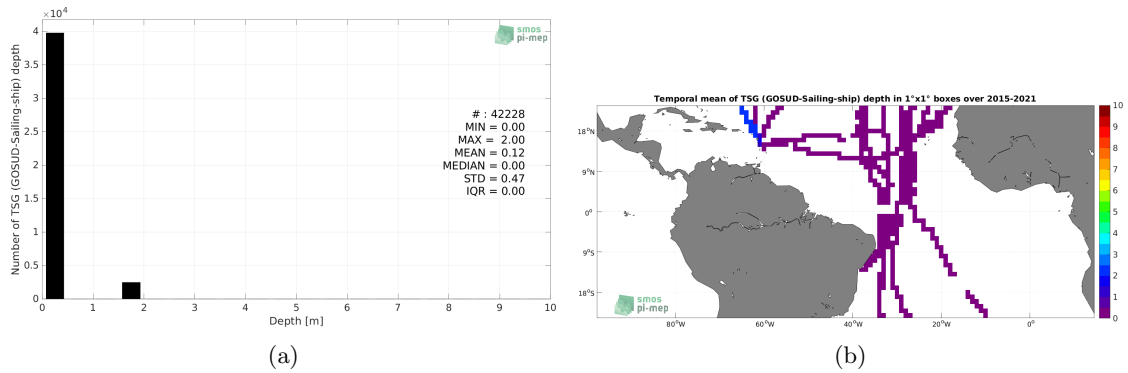 ×10⁴
4
3.5
3
2.5
2
1.5
1
0.5
0
Number of TSG (GOSUD-Sailing-ship) depth
0 1 2 3 4 5 6 7 8 9 10
Depth [m]
smos
pi-mep
# : 42228
MIN = 0.00
MAX = 2.00
MEAN = 0.12
MEDIAN = 0.00
STD = 0.47
IQR = 0.00
(a)
Temporal mean of TSG (GOSUD-Sailing-ship) depth in 1°x1° boxes over 2015-2021
18°N
9°N
0°
9°S
18°S
80°W 60°W 40°W 20°W 0°
smos
pi-mep
10
9
8
7
6
5
4
3
2
1
0
(b)